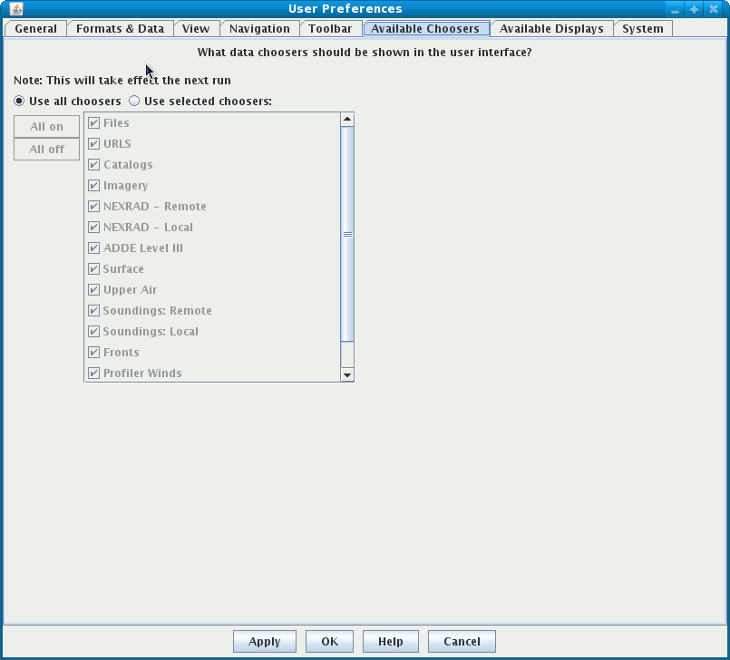 User Preferences
General Formats & Data View Navigation Toolbar Available Choosers Available Displays System
What data choosers should be shown in the user interface?
Note: This will take effect the next run
Use all choosers Use selected choosers:
All on
All off
Files
URLS
Catalogs
Imagery
NEXRAD - Remote
NEXRAD - Local
ADDE Level III
Surface
Upper Air
Soundings: Remote
Soundings: Local
Fronts
Profiler Winds
Apply OK Help Cancel